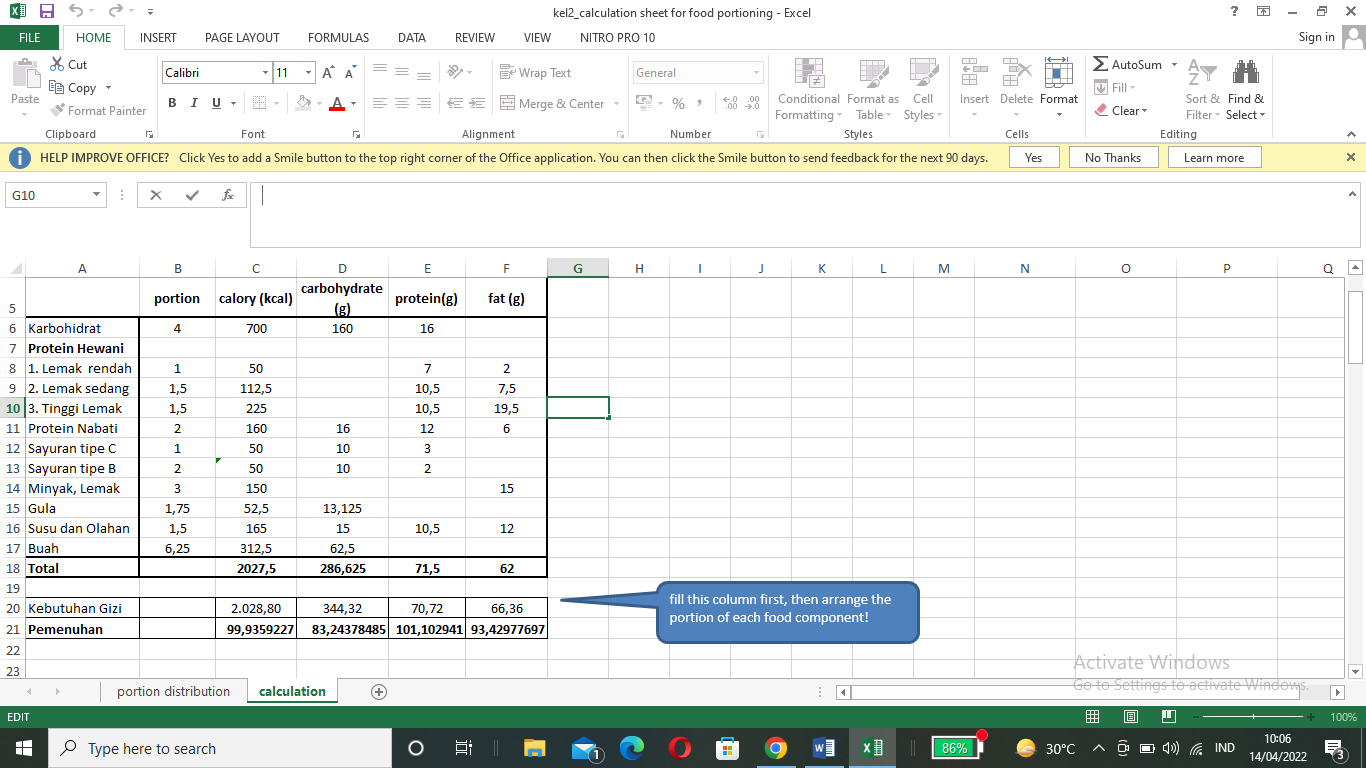 kel2_calculation sheet for food portioning - Excel
FILE HOME INSERT PAGE LAYOUT FORMULAS DATA REVIEW VIEW NITRO PRO 10 Sign in
Paste Cut Copy Format Painter Clipboard
Calibri 11 A A B I U A Font
Wrap Text Merge & Center Alignment
General % , Number
Conditional Formatting Format as Table Cell Styles Styles
Insert Delete Format Cells
AutoSum Fill Clear Sort & Filter Find & Select Editing
HELP IMPROVE OFFICE? Click Yes to add a Smile button to the top right corner of the Office application. You can then click the Smile button to send feedback for the next 90 days. Yes No Thanks Learn more
G10 fx
A B C D E F G H I J K L M N O P Q
5 portion calory (kcal) carbohydrate (g) protein(g) fat (g)
6 Karbohidrat 4 700 160 16
7 Protein Hewani
8 1. Lemak rendah 1 50 7 2
9 2. Lemak sedang 1,5 112,5 10,5 7,5
10 3. Tinggi Lemak 1,5 225 10,5 19,5
11 Protein Nabati 2 160 16 12 6
12 Sayuran tipe C 1 50 10 3
13 Sayuran tipe B 2 50 10 2
14 Minyak, Lemak 3 150 15
15 Gula 1,75 52,5 13,125
16 Susu dan Olahan 1,5 165 15 10,5 12
17 Buah 6,25 312,5 62,5
18 Total 2027,5 286,625 71,5 62
19
20 Kebutuhan Gizi 2.028,80 344,32 70,72 66,36
21 Pemenuhan 99,9359227 83,24378485 101,102941 93,42977697
22
23
fill this column first, then arrange the
portion of each food component!
Activate Windows
Go to Settings to activate Windows.
portion distribution calculation
EDIT 100%
Type here to search 1 86% 30°C IND 10:06 14/04/2022 3